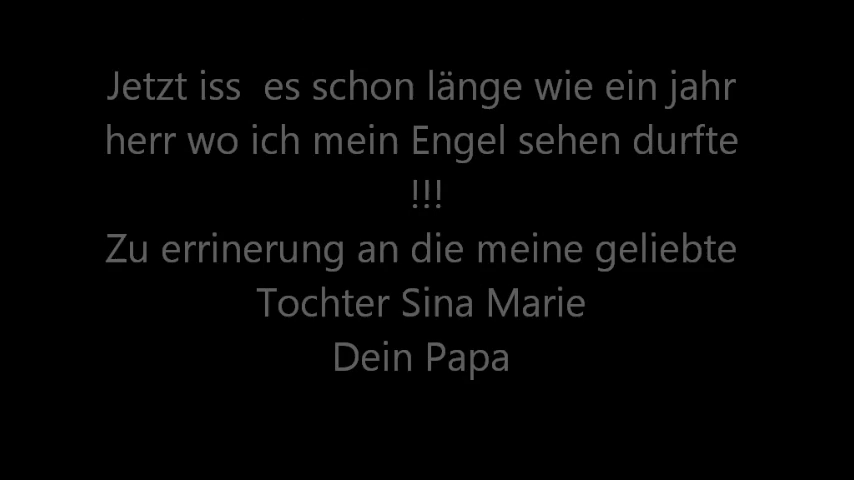 Jetzt iss  es schon länge wie ein jahr
herr wo ich mein Engel sehen durfte
!!!
Zu errinerung an die meine geliebte
Tochter Sina Marie
Dein Papa